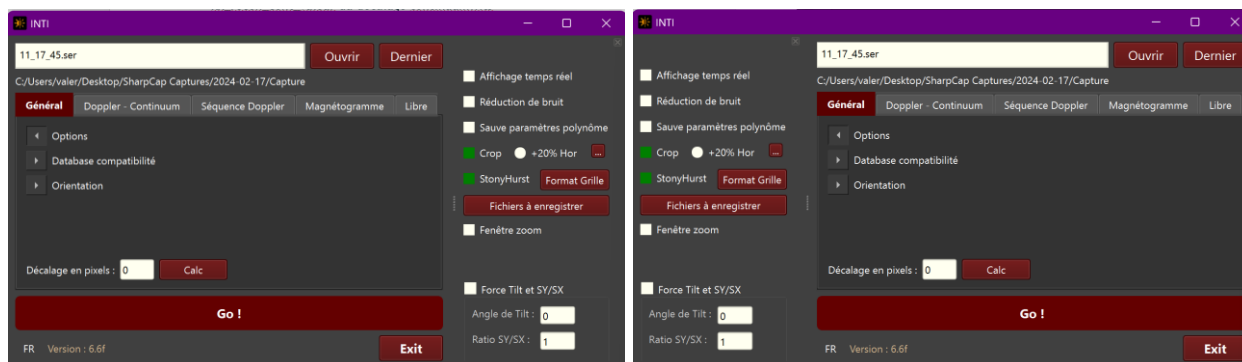 INTI
11_17_45.ser Ouvrir Dernier
C:/Users/valer/Desktop/SharpCap Captures/2024-02-17/Capture
Général Doppler - Continuum Séquence Doppler Magnétogramme Libre
Options
Database compatibilité
Orientation
Décalage en pixels : 0 Calc
Go !
FR Version : 6.6f Exit
Affichage temps réel
Réduction de bruit
Sauve paramètres polynôme
Crop +20% Hor ...
StonyHurst Format Grille
Fichiers à enregistrer
Fenêtre zoom
Force Tilt et SY/SX
Angle de Tilt : 0
Ratio SY/SX : 1
INTI
Affichage temps réel
Réduction de bruit
Sauve paramètres polynôme
Crop +20% Hor ...
StonyHurst Format Grille
Fichiers à enregistrer
Fenêtre zoom
Force Tilt et SY/SX
Angle de Tilt : 0
Ratio SY/SX : 1
11_17_45.ser Ouvrir Dernier
C:/Users/valer/Desktop/SharpCap Captures/2024-02-17/Capture
Général Doppler - Continuum Séquence Doppler Magnétogramme Libre
Options
Database compatibilité
Orientation
Décalage en pixels : 0 Calc
Go !
FR Version : 6.6f Exit